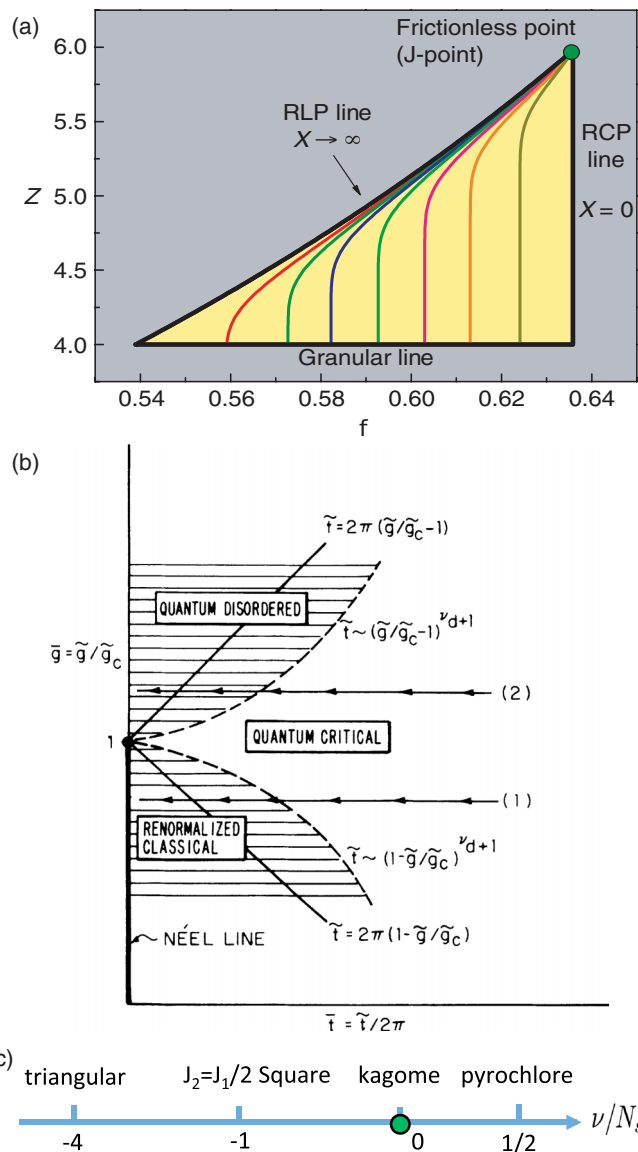 (a)
6.0
5.5
5.0
4.5
4.0
Z
Frictionless point
(J-point)
RLP line
X → ∞
RCP
line
X = 0
Granular line
0.54 0.56 0.58 0.60 0.62 0.64
f
(b)
t̃=2π(g̃/g̃c-1)
QUANTUM DISORDERED
t̃~(g̃/g̃c-1)^νd+1
ḡ=g̃/g̃c
(2)
1
QUANTUM CRITICAL
(1)
RENORMALIZED
CLASSICAL
t̃~(1-g̃/g̃c)^νd+1
NÉEL LINE
t̃=2π(1-g̃/g̃c)
t̄=t̃/2π
c)
triangular J₂=J₁/2 Square kagome pyrochlore
-4 -1 0 1/2
ν/N